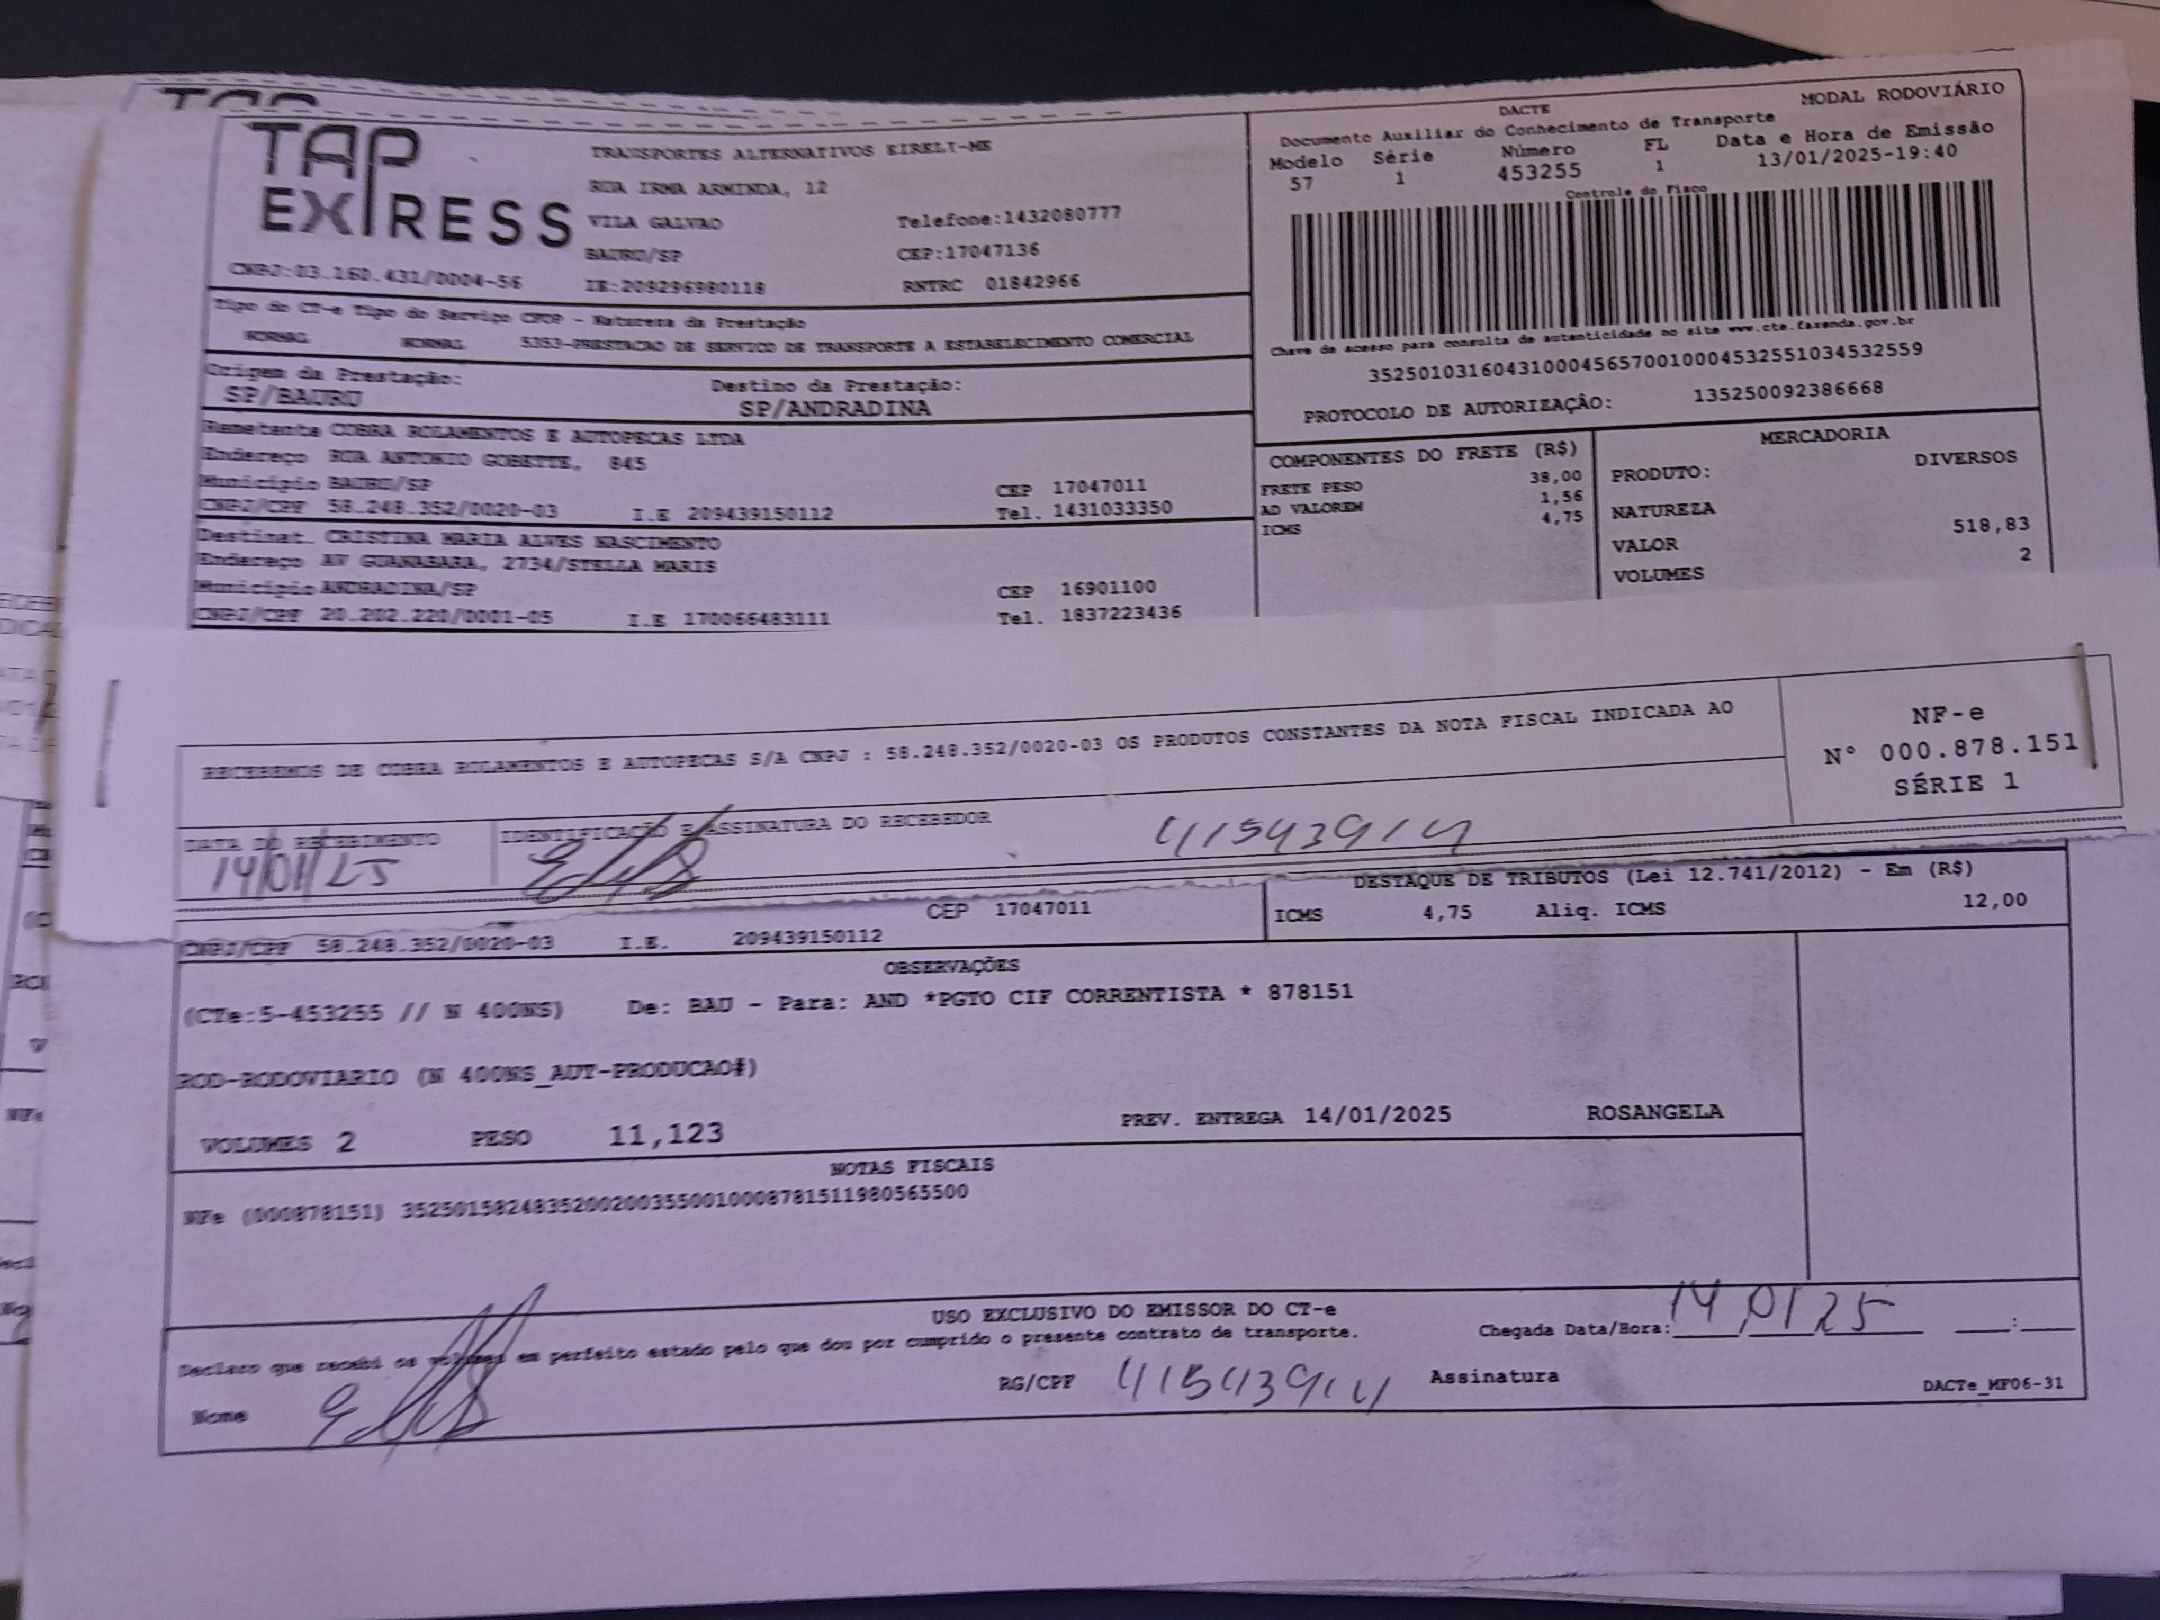 TAP
EXPRESS
TRANSPORTES ALTERNATIVOS EIRELI-ME
RUA IRMA ARMINDA, 12
VILA GALVAO Telefone:1432080777
BAURU/SP CEP:17047136
CNPJ:03.160.431/0004-56 IE:209296980118 RNTRC 01842966
DACTE MODAL RODOVIÁRIO
Documento Auxiliar do Conhecimento de Transporte
Modelo Série Número FL Data e Hora de Emissão
57 1 453255 1 13/01/2025-19:40
Controle do Fisco
Chave de acesso para consulta de autenticidade no site www.cte.fazenda.gov.br
35250103160431000456570010004532551034532559
PROTOCOLO DE AUTORIZAÇÃO: 135250092386668
Tipo do CT-e Tipo do Serviço CFOP - Natureza da Prestação
NORMAL NORMAL 5353-PRESTACAO DE SERVICO DE TRANSPORTE A ESTABELECIMENTO COMERCIAL
Origem da Prestação: Destino da Prestação:
SP/BAURU SP/ANDRADINA
Remetente COBRA ROLAMENTOS E AUTOPECAS LTDA
Endereço RUA ANTONIO GOBETTE, 845
Município BAURU/SP CEP 17047011
CNPJ/CPF 58.248.352/0020-03 I.E 209439150112 Tel. 1431033350
Destinat. CRISTINA MARIA ALVES NASCIMENTO
Endereço AV GUANABARA, 2734/STELLA MARIS
Município ANDRADINA/SP CEP 16901100
CNPJ/CPF 20.202.220/0001-05 I.E 170066483111 Tel. 1837223436
COMPONENTES DO FRETE (R$)
FRETE PESO 38,00
AD VALOREM 1,56
ICMS 4,75
MERCADORIA
PRODUTO: DIVERSOS
NATUREZA
VALOR 518,83
VOLUMES 2
RECEBEMOS DE COBRA ROLAMENTOS E AUTOPECAS S/A CNPJ : 58.248.352/0020-03 OS PRODUTOS CONSTANTES DA NOTA FISCAL INDICADA AO
NF-e
N° 000.878.151
SÉRIE 1
DATA DO RECEBIMENTO IDENTIFICAÇÃO E ASSINATURA DO RECEBEDOR
14/01/25 41543914
CEP 17047011
CNPJ/CPF 58.248.352/0020-03 I.E. 209439150112
DESTAQUE DE TRIBUTOS (Lei 12.741/2012) - Em (R$)
ICMS 4,75 Aliq. ICMS 12,00
OBSERVAÇÕES
(CTe:5-453255 // N 400NS) De: BAU - Para: AND *PGTO CIF CORRENTISTA * 878151
ROD-RODOVIARIO (N 400NS_AUT-PRODUCAO#)
VOLUMES 2 PESO 11,123 PREV. ENTREGA 14/01/2025 ROSANGELA
NOTAS FISCAIS
NFe (000878151) 35250158248352002003550010008781511980565500
USO EXCLUSIVO DO EMISSOR DO CT-e
Declaro que recebi os volumes em perfeito estado pelo que dou por cumprido o presente contrato de transporte.
Chegada Data/Hora: 14 01 25 :
Nome RG/CPF 41543914 Assinatura
DACTe_MF06-31